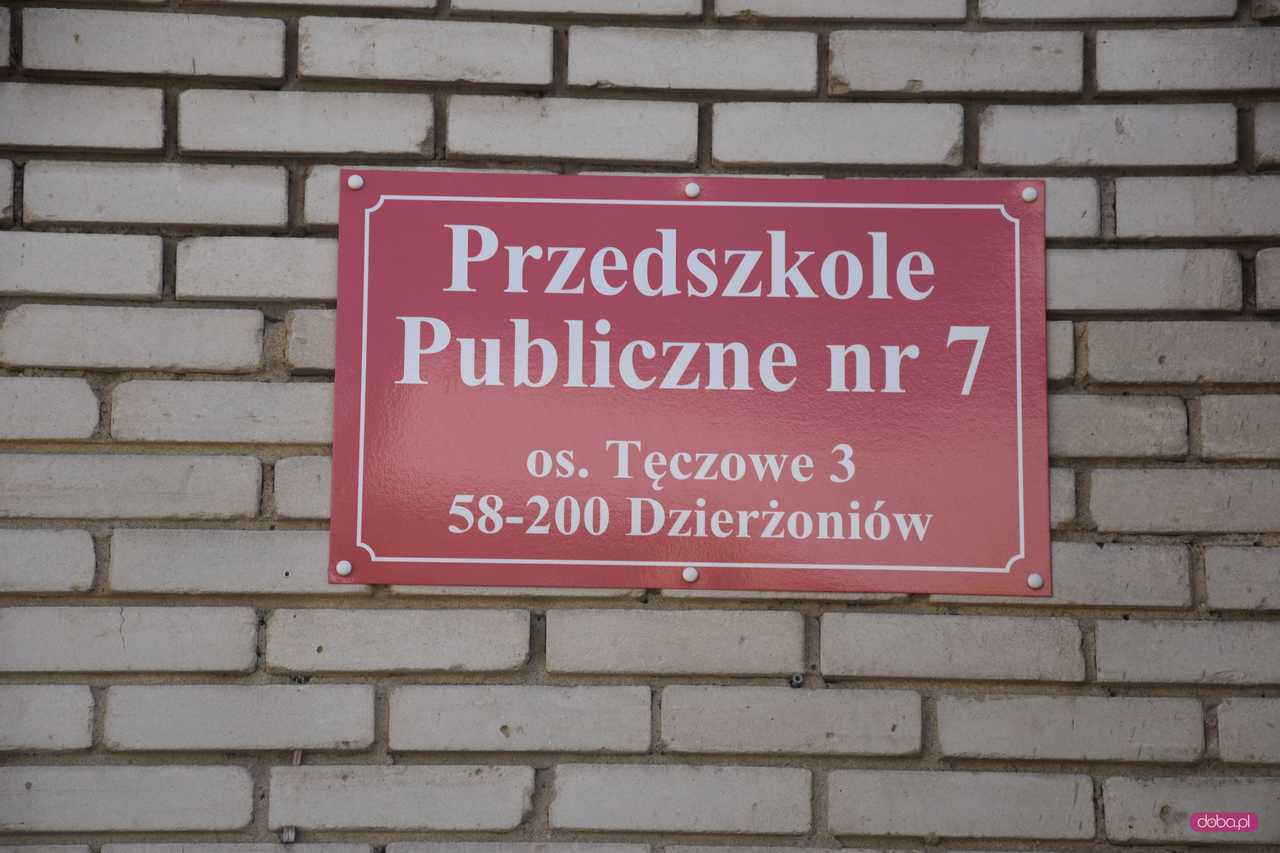 Przedszkole
Publiczne nr 7
os. Tęczowe 3
58-200 Dzierżoniów
doba.pl